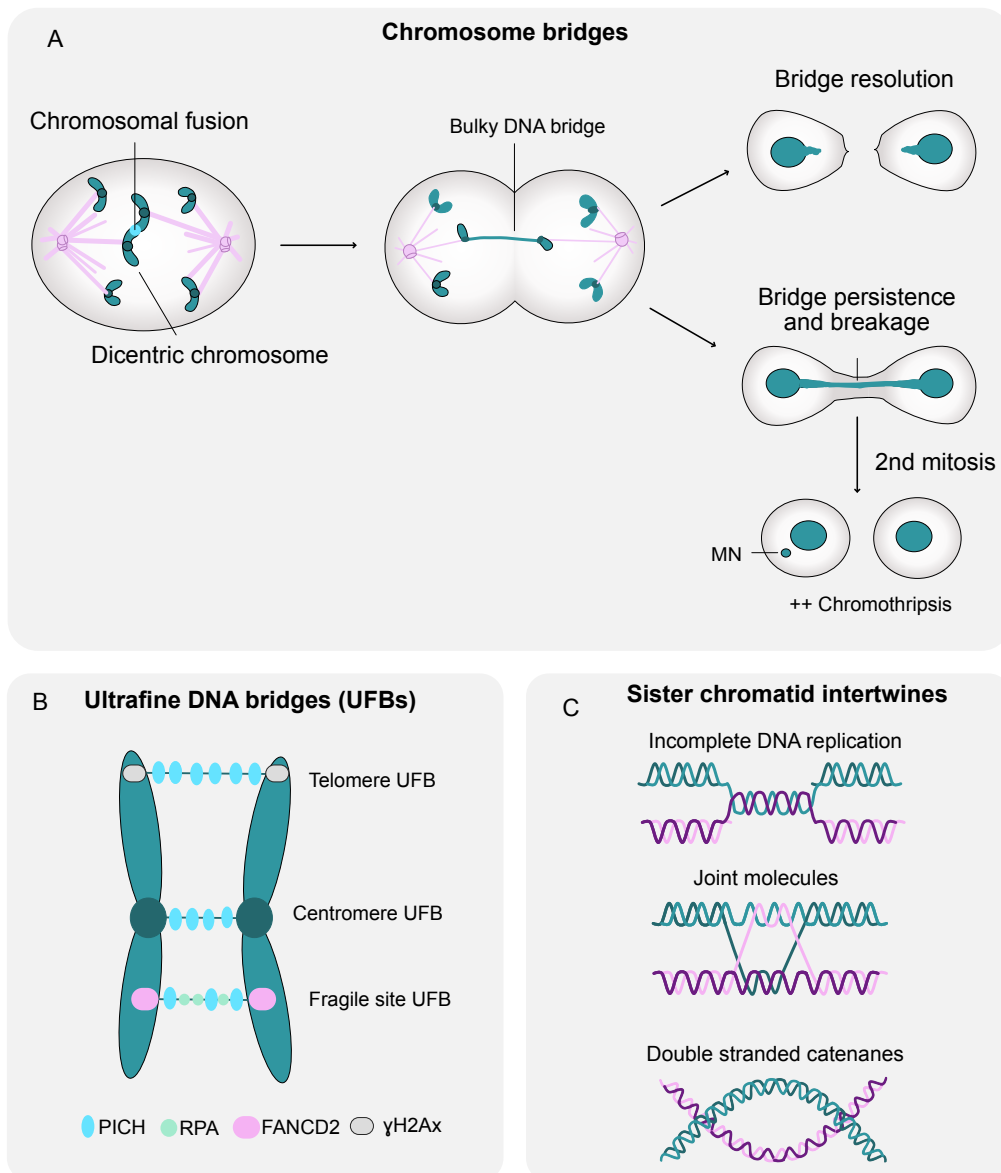 A
Chromosome bridges
Chromosomal fusion
Dicentric chromosome
Bulky DNA bridge
Bridge resolution
Bridge persistence
and breakage
2nd mitosis
MN
++ Chromothripsis
B
Ultrafine DNA bridges (UFBs)
Telomere UFB
Centromere UFB
Fragile site UFB
PICH
RPA
FANCD2
ɣH2Ax
C
Sister chromatid intertwines
Incomplete DNA replication
Joint molecules
Double stranded catenanes